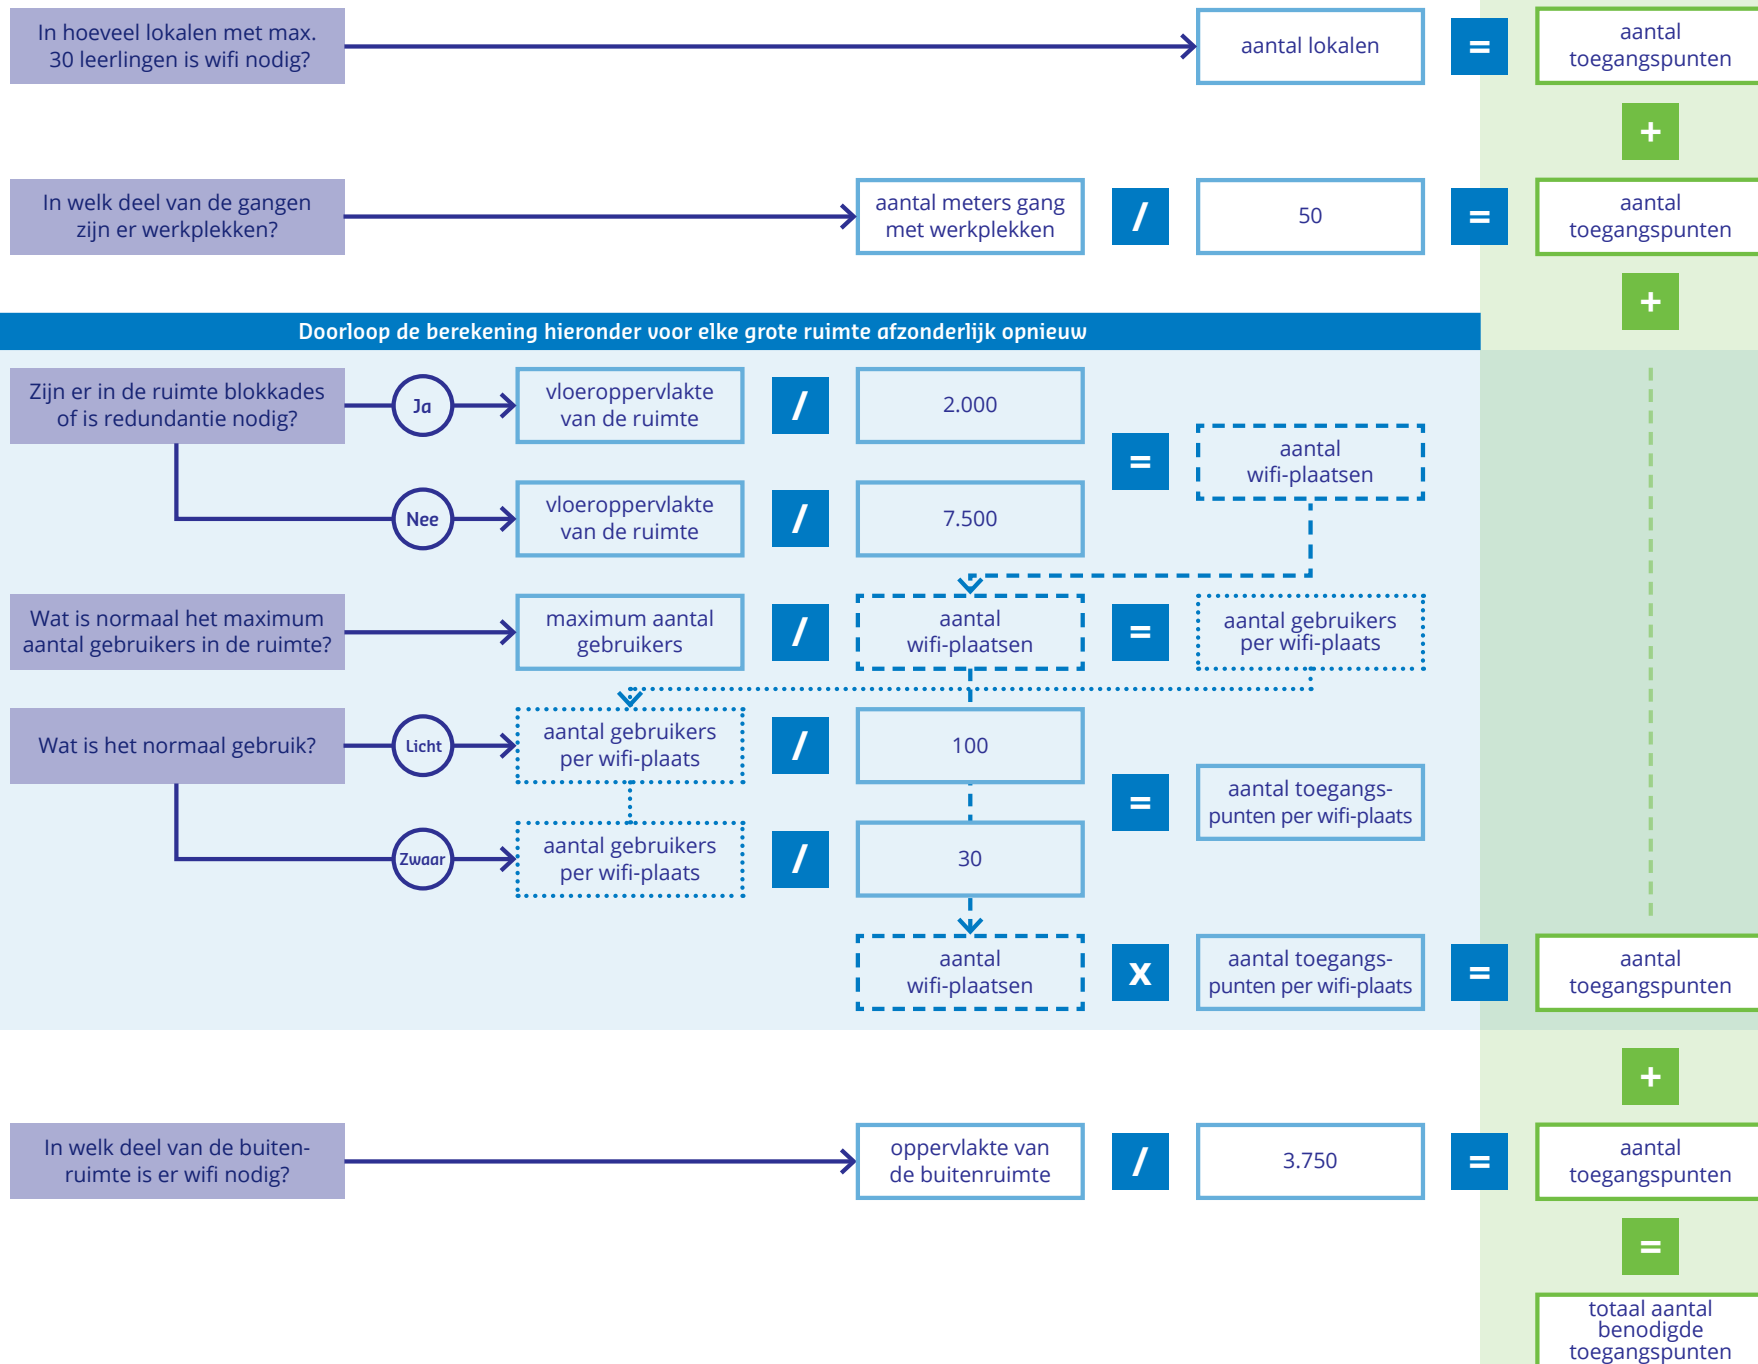 In hoeveel lokalen met max.
30 leerlingen is wifi nodig?
aantal lokalen
=
aantal
toegangspunten
+
In welk deel van de gangen
zijn er werkplekken?
aantal meters gang
met werkplekken
/
50
=
aantal
toegangspunten
+
Doorloop de berekening hieronder voor elke grote ruimte afzonderlijk opnieuw
Zijn er in de ruimte blokkades
of is redundantie nodig?
Ja
vloeroppervlakte
van de ruimte
/
2.000
Nee
vloeroppervlakte
van de ruimte
/
7.500
=
aantal
wifi-plaatsen
Wat is normaal het maximum
aantal gebruikers in de ruimte?
maximum aantal
gebruikers
/
aantal
wifi-plaatsen
=
aantal gebruikers
per wifi-plaats
Wat is het normaal gebruik?
Licht
aantal gebruikers
per wifi-plaats
/
100
Zwaar
aantal gebruikers
per wifi-plaats
/
30
=
aantal toegangs-
punten per wifi-plaats
aantal
wifi-plaatsen
x
aantal toegangs-
punten per wifi-plaats
=
aantal
toegangspunten
+
In welk deel van de buiten-
ruimte is er wifi nodig?
oppervlakte van
de buitenruimte
/
3.750
=
aantal
toegangspunten
=
totaal aantal
benodigde
toegangspunten